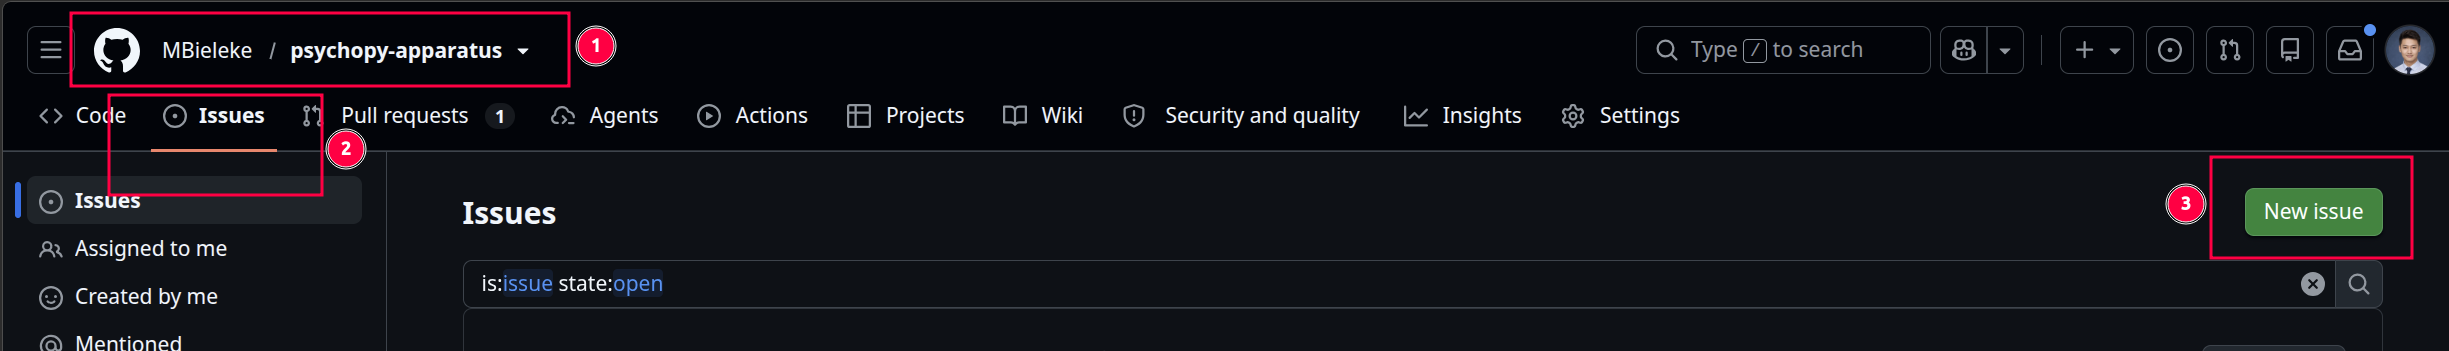 MBieleke / psychopy-apparatus
1
Type / to search
Code
Issues
Pull requests 1
Agents
Actions
Projects
Wiki
Security and quality
Insights
Settings
2
Issues
Assigned to me
Created by me
Mentioned
Issues
3
New issue
is:issue state:open